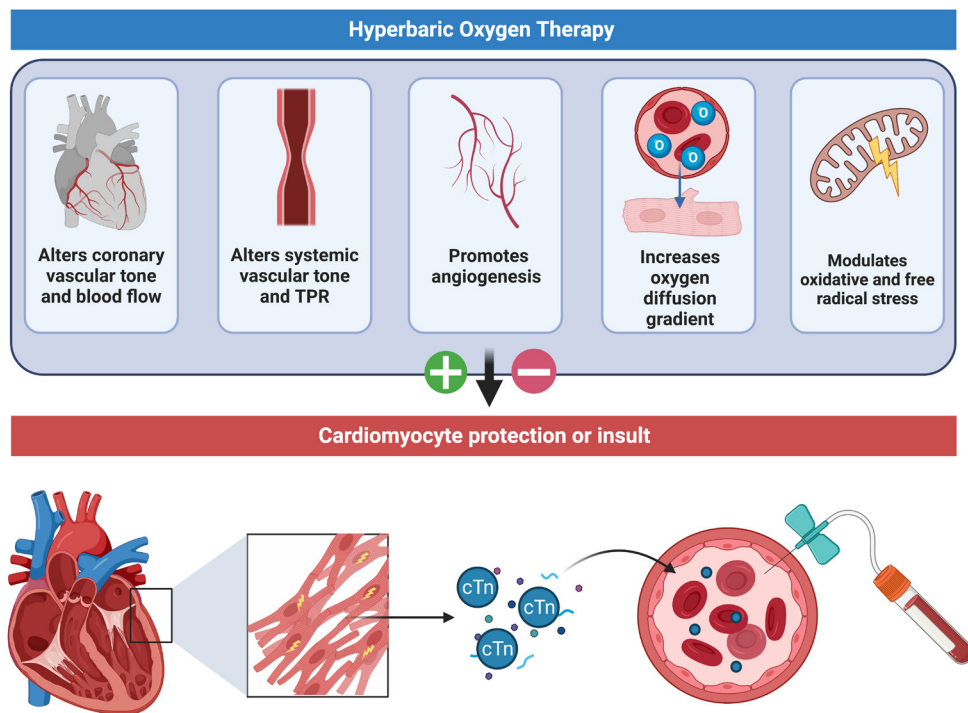 Hyperbaric Oxygen Therapy
Alters coronary
vascular tone
and blood flow
Alters systemic
vascular tone
and TPR
Promotes
angiogenesis
O
O
O
Increases
oxygen
diffusion
gradient
Modulates
oxidative and free
radical stress
Cardiomyocyte protection or insult
cTn
cTn
cTn